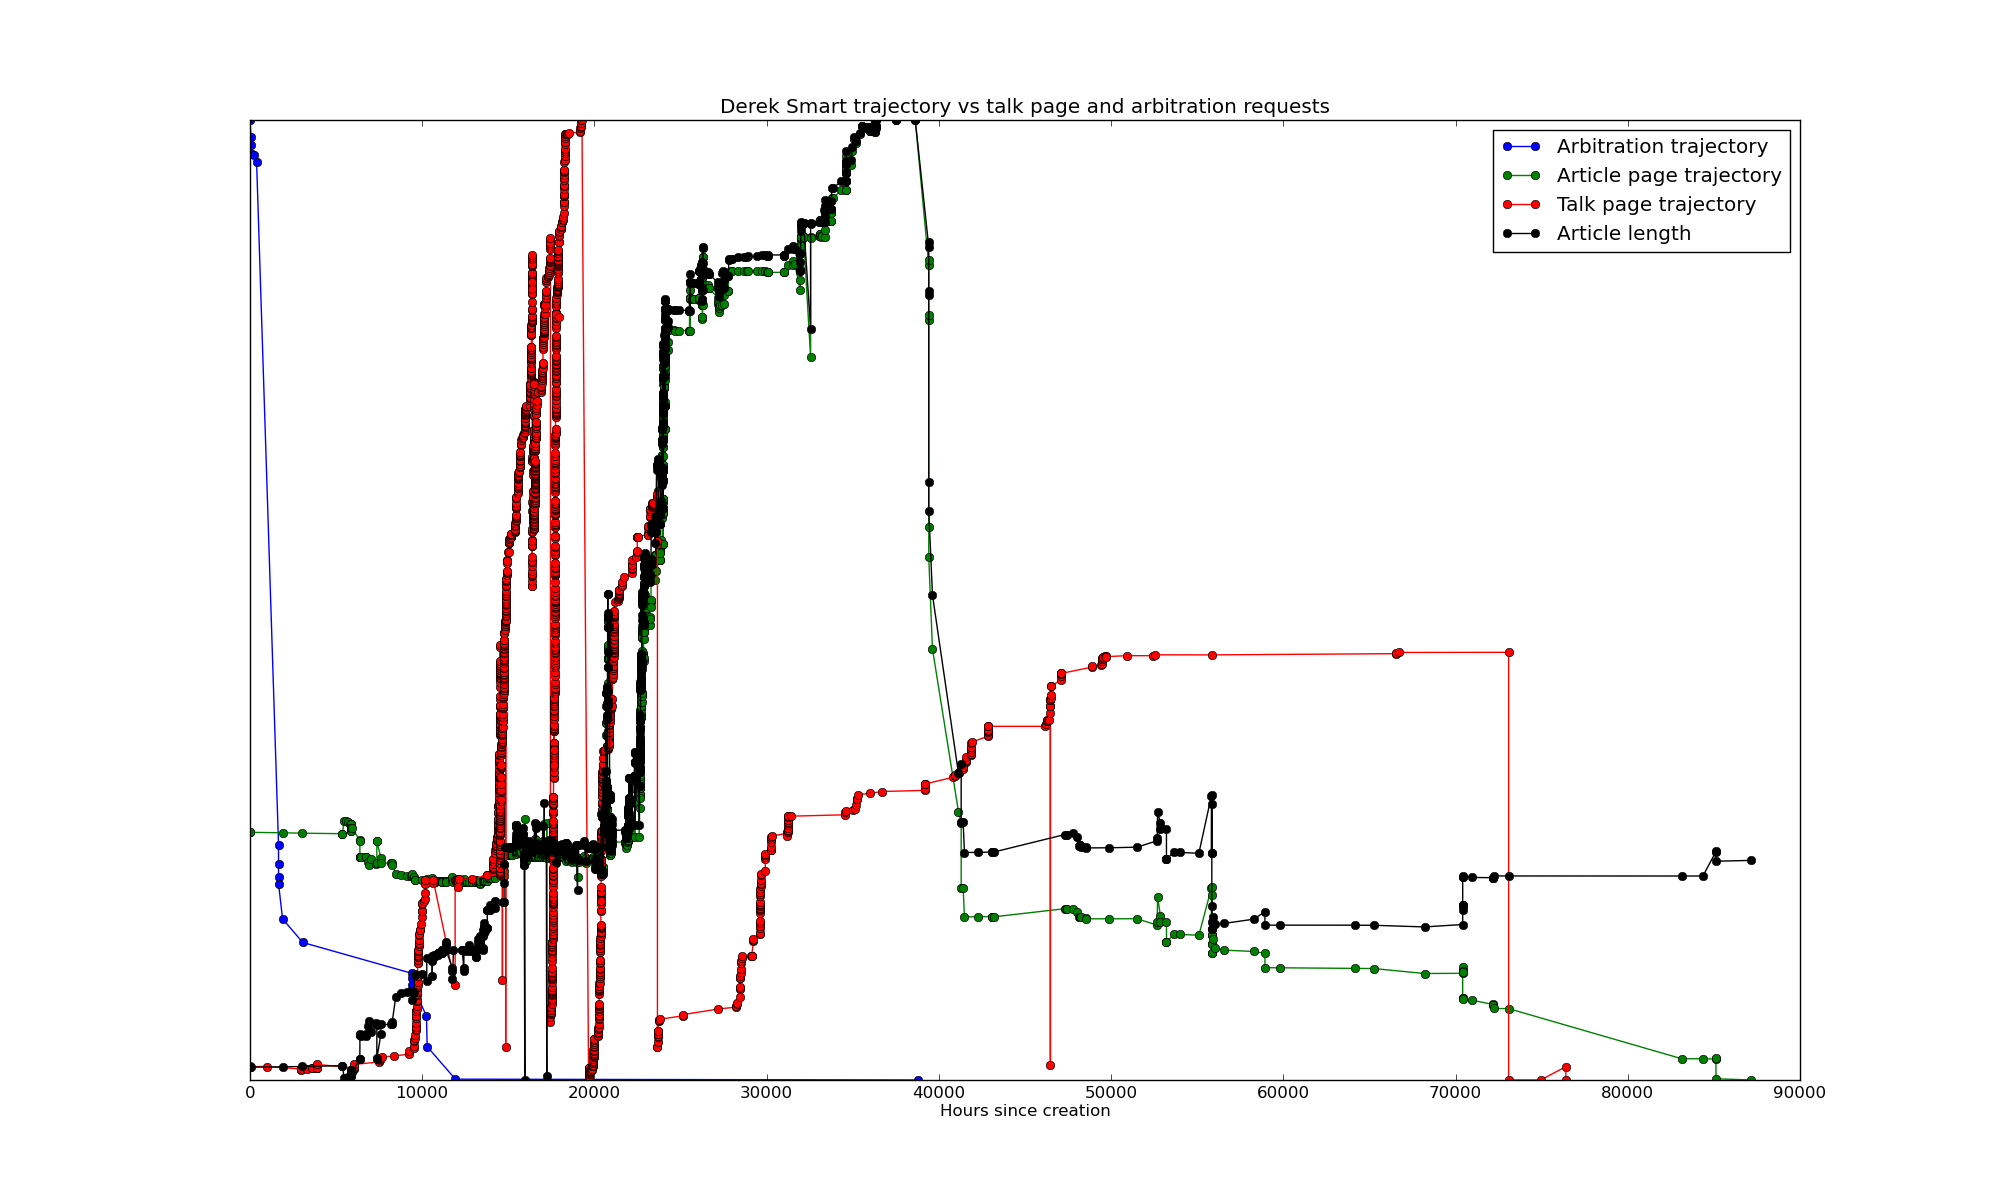 Derek Smart trajectory vs talk page and arbitration requests
Arbitration trajectory
Article page trajectory
Talk page trajectory
Article length
0 10000 20000 30000 40000 50000 60000 70000 80000 90000
Hours since creation